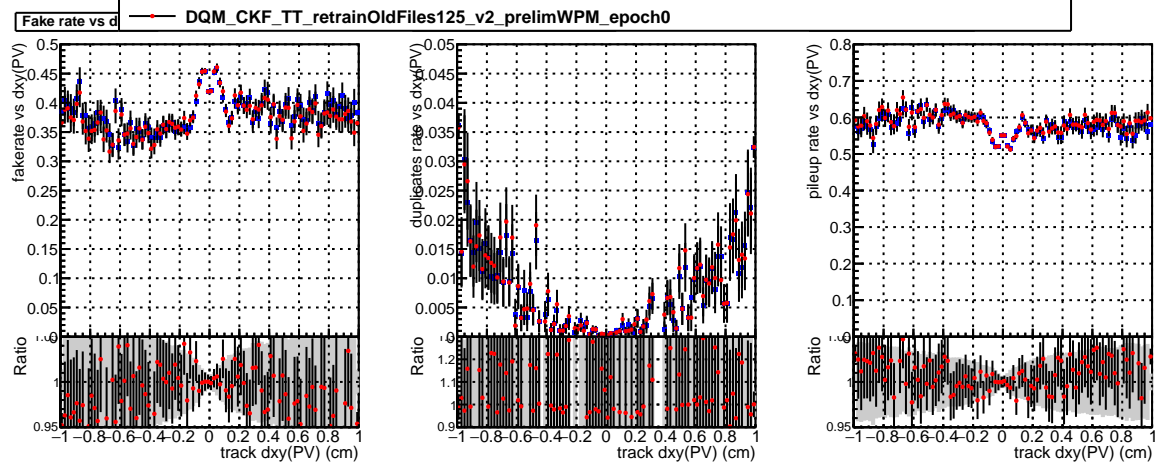 Fake rate vs d
DQM_CKF_TT_retrainOldFiles125_v2_prelimWPM_epoch0
fakerate vs dxy(PV)
0.5
0.45
0.4
0.35
0.3
0.25
0.2
0.15
0.1
0.05
0
Ratio
1
0.95
−1 −0.8 −0.6 −0.4 −0.2 0 0.2 0.4 0.6 0.8 1
track dxy(PV) (cm)
duplicates rate vs dxy(PV)
0.05
0.045
0.04
0.035
0.03
0.025
0.02
0.015
0.01
0.005
0
Ratio
1.2
1.1
1
0.9
−1 −0.8 −0.6 −0.4 −0.2 0 0.2 0.4 0.6 0.8 1
track dxy(PV) (cm)
pileup rate vs dxy(PV)
0.8
0.7
0.6
0.5
0.4
0.3
0.2
0.1
0
Ratio
1
0.95
−1 −0.8 −0.6 −0.4 −0.2 0 0.2 0.4 0.6 0.8 1
track dxy(PV) (cm)